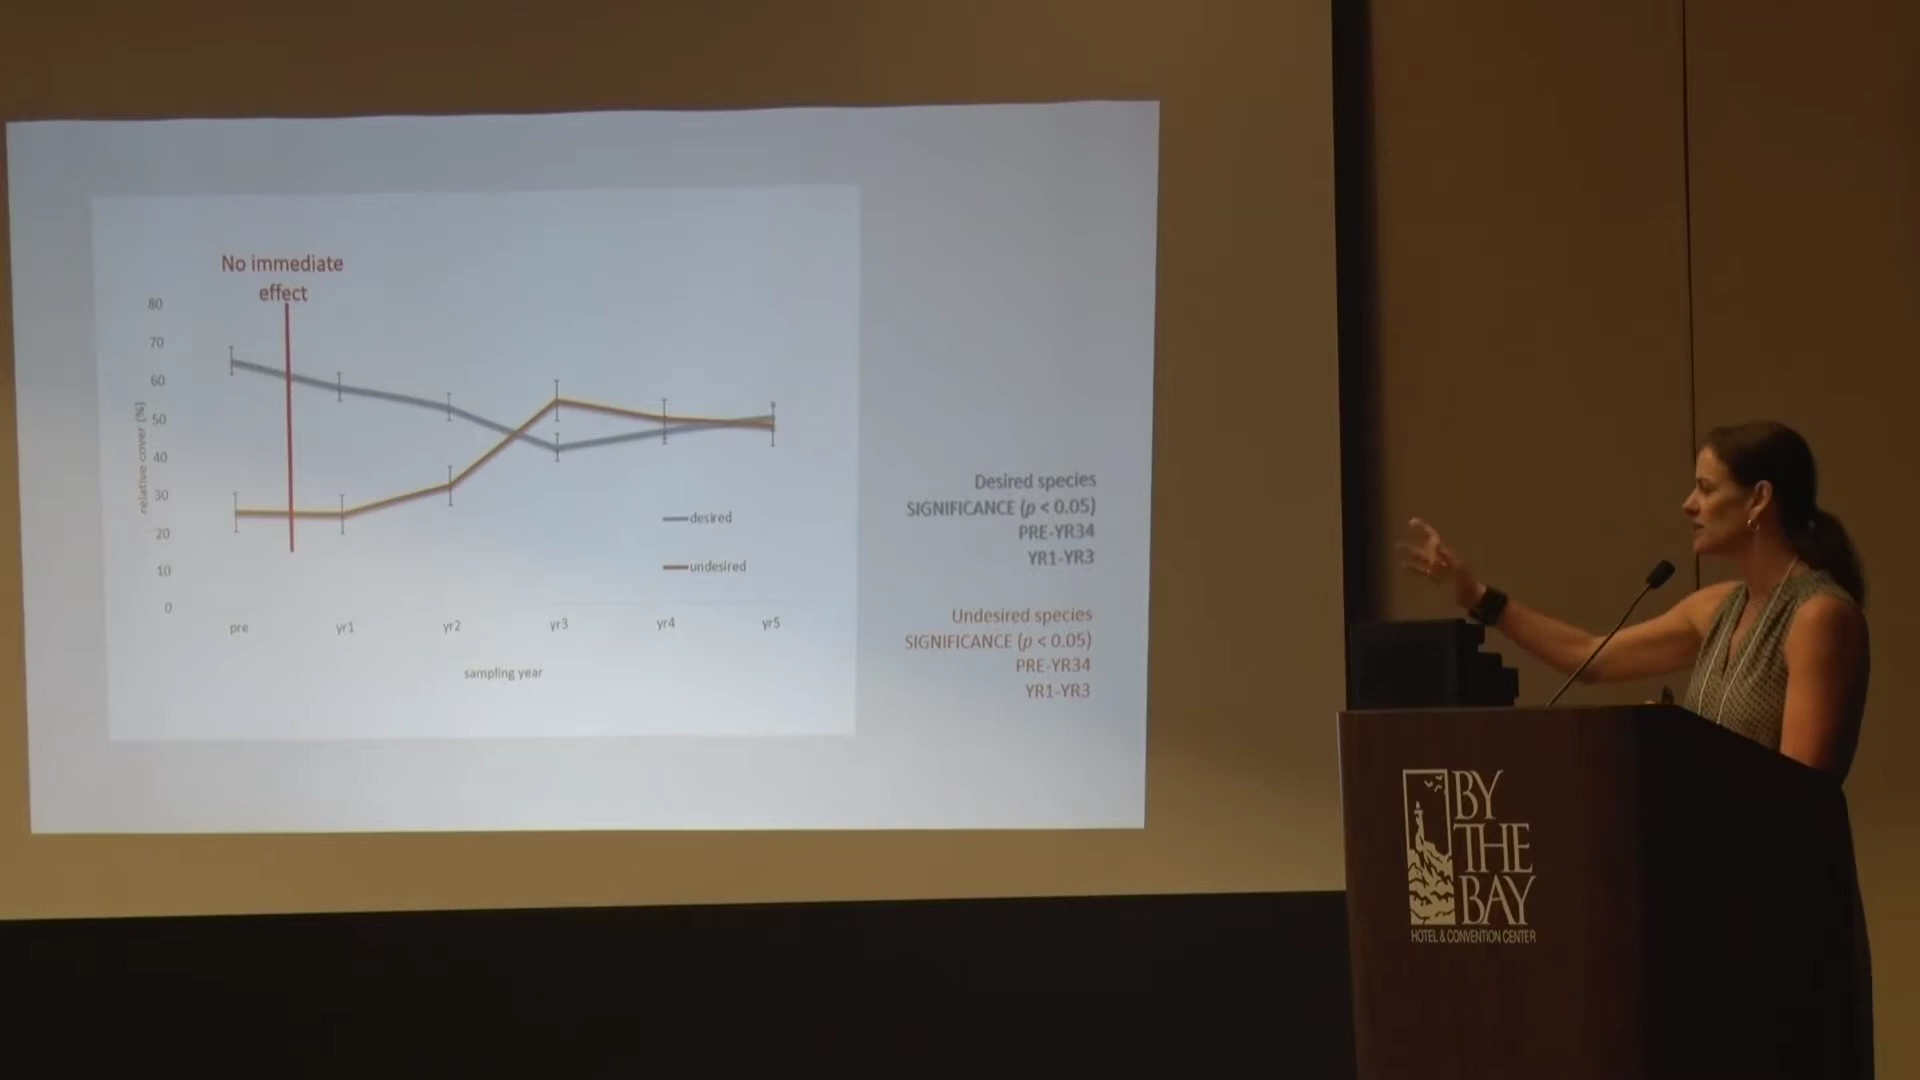 No immediate
effect
80
70
60
50
40
30
20
10
0
relative cover (%)
pre
yr1
yr2
yr3
yr4
yr5
sampling year
desired
undesired
Desired species
SIGNIFICANCE (p < 0.05)
PRE-YR34
YR1-YR3
Undesired species
SIGNIFICANCE (p < 0.05)
PRE-YR34
YR1-YR3
BY
THE
BAY
HOTEL & CONVENTION CENTER